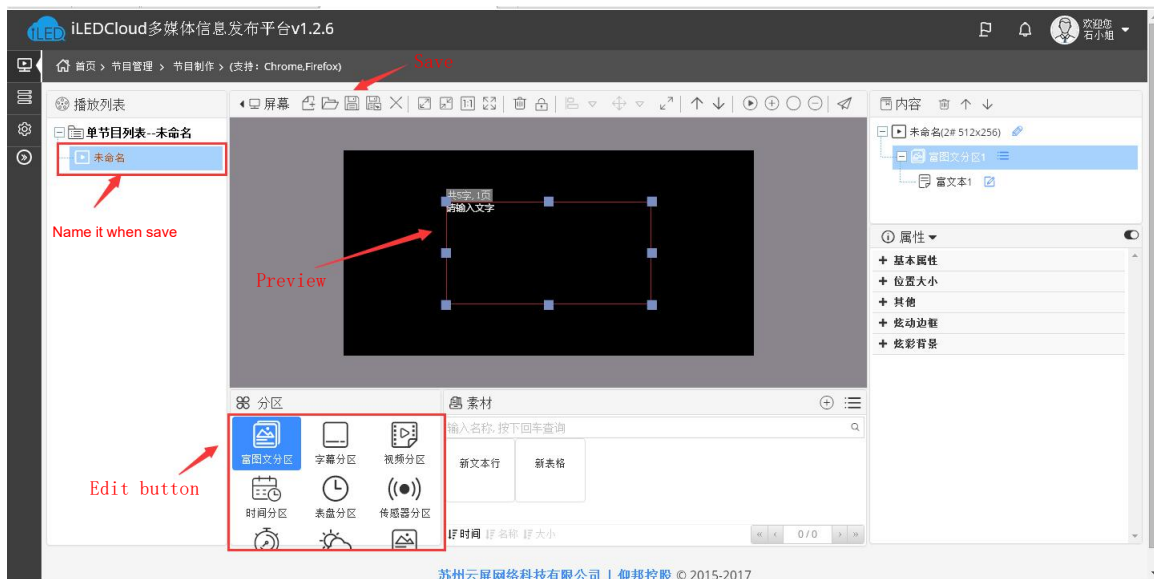 iLEDCloud多媒体信息发布平台v1.2.6
欢迎您
石小姐
首页 > 节目管理 > 节目制作 > (支持: Chrome,Firefox)
Save
播放列表
屏幕
内容
单节目列表--未命名
未命名
未命名(2# 512x256)
富图文分区1
富文本1
共5字, 1页
请输入文字
Name it when save
Preview
属性
+ 基本属性
+ 位置大小
+ 其他
+ 炫动边框
+ 炫彩背景
分区
富图文分区
字幕分区
视频分区
时间分区
表盘分区
传感器分区
Edit button
素材
输入名称, 按下回车查询
新文本行
新表格
时间 名称 大小
« ‹ 0/0 › »
苏州云屏网络科技有限公司 | 仰邦控股 © 2015-2017